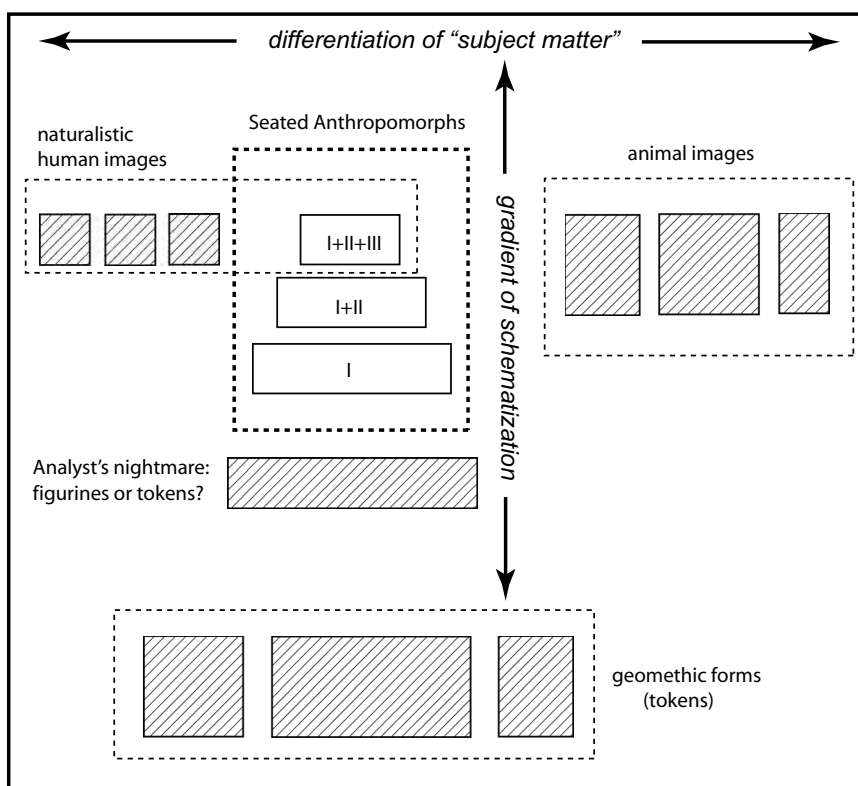 differentiation of “subject matter”
Seated Anthropomorphs
naturalistic
human images
animal images
I+II+III
I+II
I
gradient of schematization
Analyst’s nightmare:
figurines or tokens?
geomethic forms
(tokens)